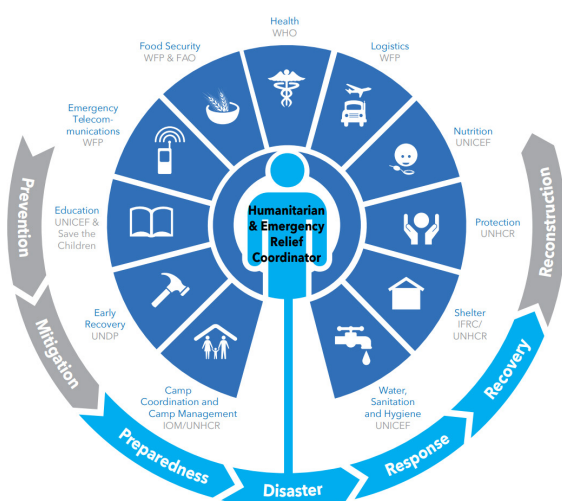 Health
WHO
Food Security
WFP & FAO
Logistics
WFP
Emergency
Telecom-
munications
WFP
Nutrition
UNICEF
Education
UNICEF &
Save the
Children
Humanitarian
& Emergency
Relief
Coordinator
Protection
UNHCR
Early
Recovery
UNDP
Shelter
IFRC/
UNHCR
Camp
Coordination and
Camp Management
IOM/UNHCR
Water,
Sanitation
and Hygiene
UNICEF
Prevention
Mitigation
Preparedness
Disaster
Response
Recovery
Reconstruction